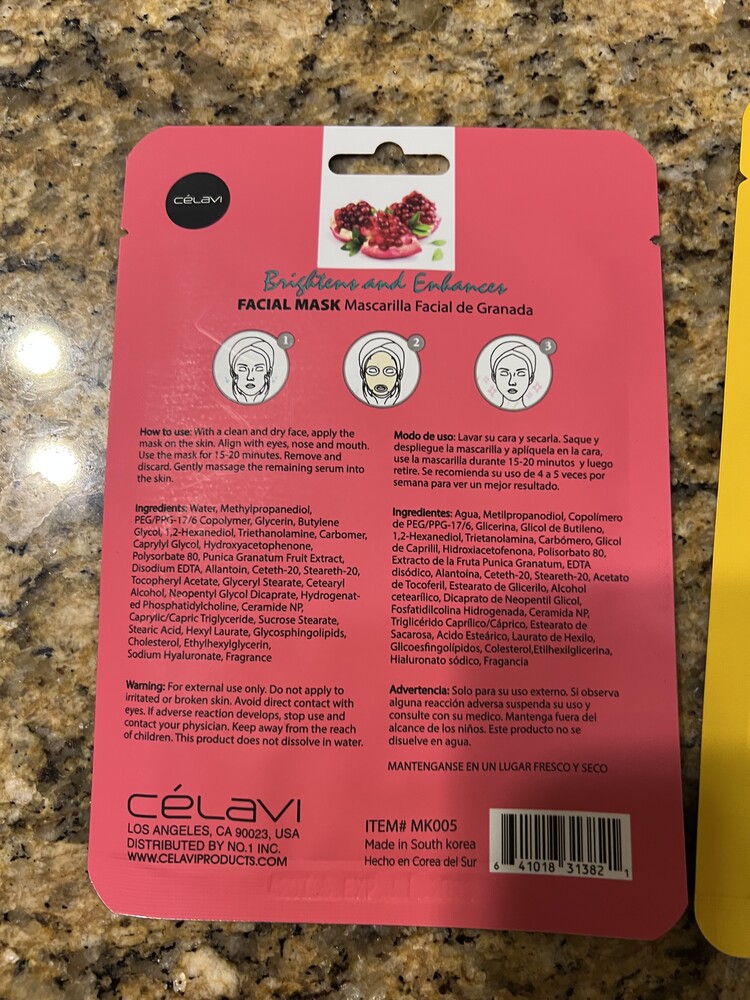 CÉLAVI
Brightens and Enhances
FACIAL MASK Mascarilla Facial de Granada
1
2
3
How to use: With a clean and dry face, apply the
mask on the skin. Align with eyes, nose and mouth.
Use the mask for 15-20 minutes. Remove and
discard. Gently massage the remaining serum into
the skin.
Ingredients: Water, Methylpropanediol,
PEG/PPG-17/6 Copolymer, Glycerin, Butylene
Glycol, 1,2-Hexanediol, Triethanolamine, Carbomer,
Caprylyl Glycol, Hydroxyacetophenone,
Polysorbate 80, Punica Granatum Fruit Extract,
Disodium EDTA, Allantoin, Ceteth-20, Steareth-20,
Tocopheryl Acetate, Glyceryl Stearate, Cetearyl
Alcohol, Neopentyl Glycol Dicaprate, Hydrogenat-
ed Phosphatidylcholine, Ceramide NP,
Caprylic/Capric Triglyceride, Sucrose Stearate,
Stearic Acid, Hexyl Laurate, Glycosphingolipids,
Cholesterol, Ethylhexylglycerin,
Sodium Hyaluronate, Fragrance
Warning: For external use only. Do not apply to
irritated or broken skin. Avoid direct contact with
eyes. If adverse reaction develops, stop use and
contact your physician. Keep away from the reach
of children. This product does not dissolve in water.
Modo de uso: Lavar su cara y secarla. Saque y
despliegue la mascarilla y aplíquela en la cara,
use la mascarilla durante 15-20 minutos y luego
retire. Se recomienda su uso de 4 a 5 veces por
semana para ver un mejor resultado.
Ingredientes: Agua, Metilpropanodiol, Copolímero
de PEG/PPG-17/6, Glicerina, Glicol de Butileno,
1,2-Hexanediol, Trietanolamina, Carbómero, Glicol
de Caprilil, Hidroxiacetofenona, Polisorbato 80,
Extracto de la Fruta Punica Granatum, EDTA
disódico, Alantoína, Ceteth-20, Steareth-20, Acetato
de Tocoferil, Estearato de Glicerilo, Alcohol
cetearílico, Dicaprato de Neopentil Glicol,
Fosfatidilcolina Hidrogenada, Ceramida NP,
Triglicérido Caprílico/Cáprico, Estearato de
Sacarosa, Acido Esteárico, Laurato de Hexilo,
Glicoesfingolípidos, Colesterol,Etilhexilglicerina,
Hialuronato sódico, Fragancia
Advertencia: Solo para su uso externo. Si observa
alguna reacción adversa suspenda su uso y
consulte con su medico. Mantenga fuera del
alcance de los niños. Este producto no se
disuelve en agua.
MANTENGANSE EN UN LUGAR FRESCO Y SECO
CÉLAVI
LOS ANGELES, CA 90023, USA
DISTRIBUTED BY NO.1 INC.
WWW.CELAVIPRODUCTS.COM
ITEM# MK005
Made in South korea
Hecho en Corea del Sur
6 41018 31382 1